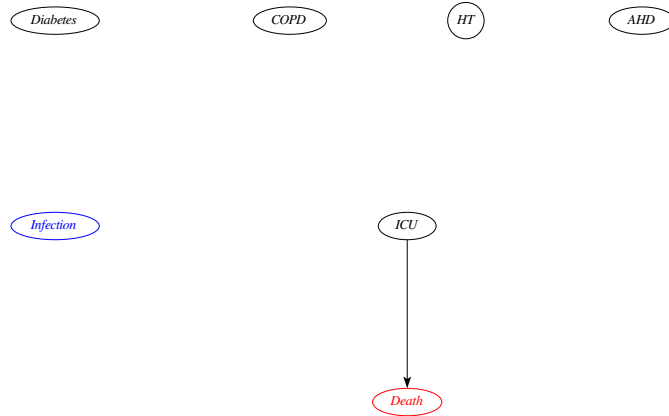 Diabetes
COPD
HT
AHD
Infection
ICU
Death